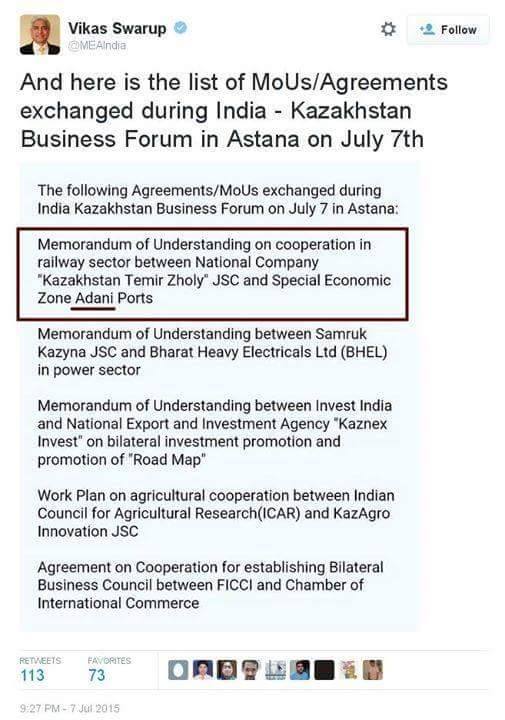 Vikas Swarup
@MEAIndia
Follow
And here is the list of MoUs/Agreements
exchanged during India - Kazakhstan
Business Forum in Astana on July 7th
The following Agreements/MoUs exchanged during
India Kazakhstan Business Forum on July 7 in Astana:
Memorandum of Understanding on cooperation in
railway sector between National Company
"Kazakhstan Temir Zholy" JSC and Special Economic
Zone Adani Ports
Memorandum of Understanding between Samruk
Kazyna JSC and Bharat Heavy Electricals Ltd (BHEL)
in power sector
Memorandum of Understanding between Invest India
and National Export and Investment Agency "Kaznex
Invest" on bilateral investment promotion and
promotion of "Road Map"
Work Plan on agricultural cooperation between Indian
Council for Agricultural Research(ICAR) and KazAgro
Innovation JSC
Agreement on Cooperation for establishing Bilateral
Business Council between FICCI and Chamber of
International Commerce
RETWEETS FAVORITES
113 73
9:27 PM - 7 Jul 2015